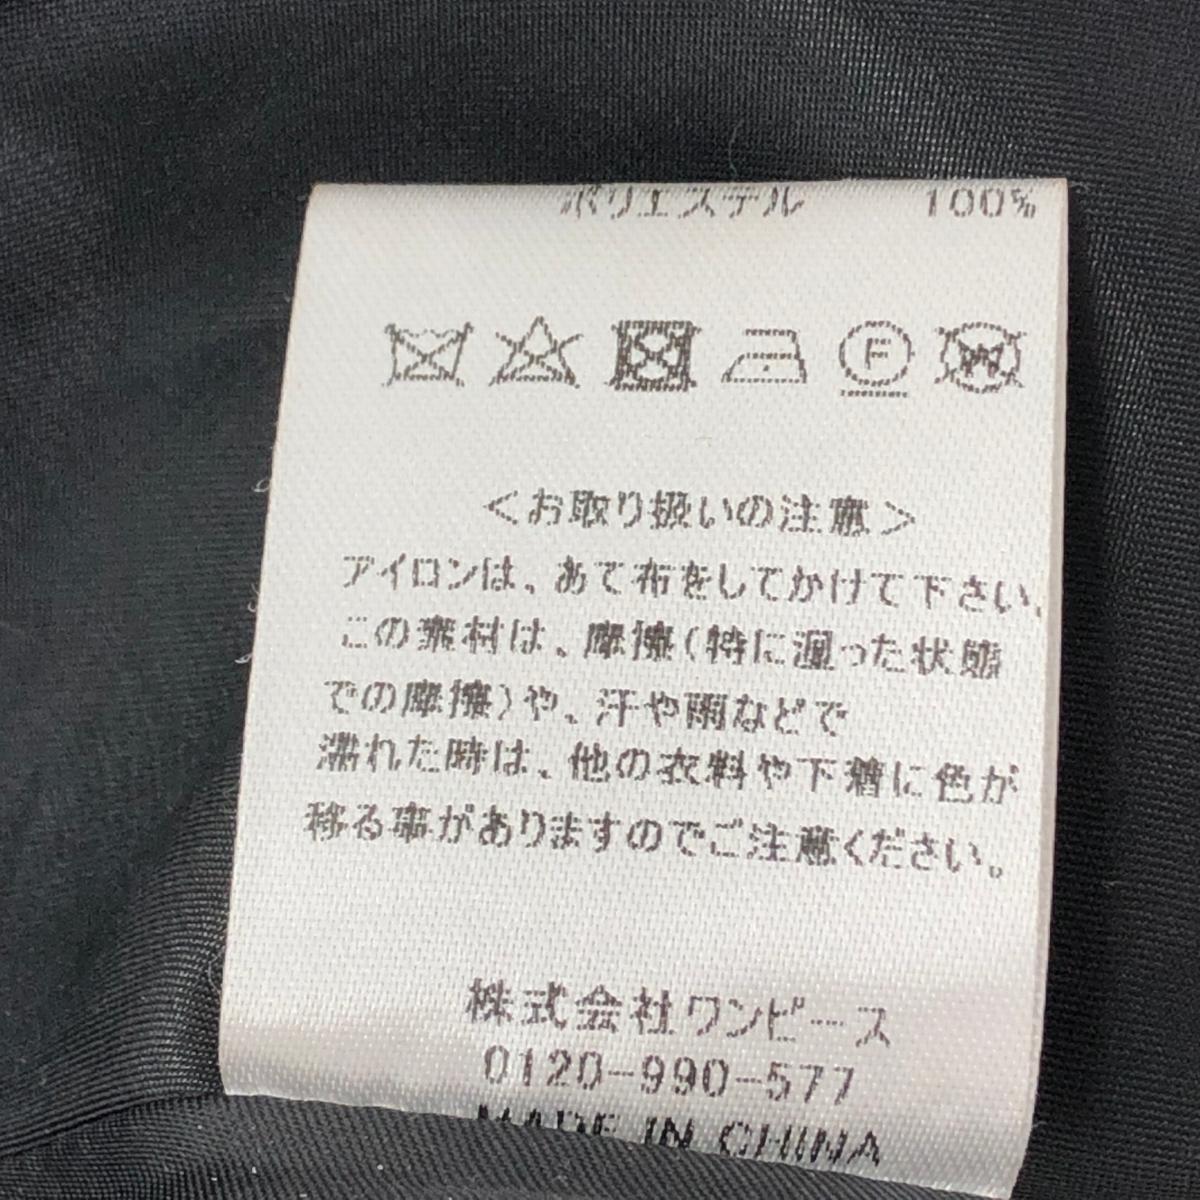 ポリエステル 100%
F W
<お取り扱いの注意>
アイロンは、あて布をしてかけて下さい。
この素材は、摩擦(特に湿った状態
での摩擦)や、汗や雨などで
濡れた時は、他の衣料や下着に色が
移る事がありますのでご注意ください。
株式会社ワンピース
0120-990-577
MADE IN CHINA